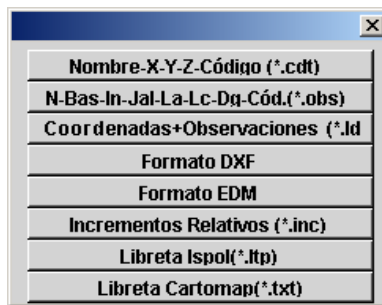 Nombre-X-Y-Z-Código (*.cdt)
N-Bas-In-Jal-La-Lc-Dg-Cód.(*.obs)
Coordenadas+Observaciones (*.ld
Formato DXF
Formato EDM
Incrementos Relativos (*.inc)
Libreta Ispol(*.ltp)
Libreta Cartomap(*.txt)